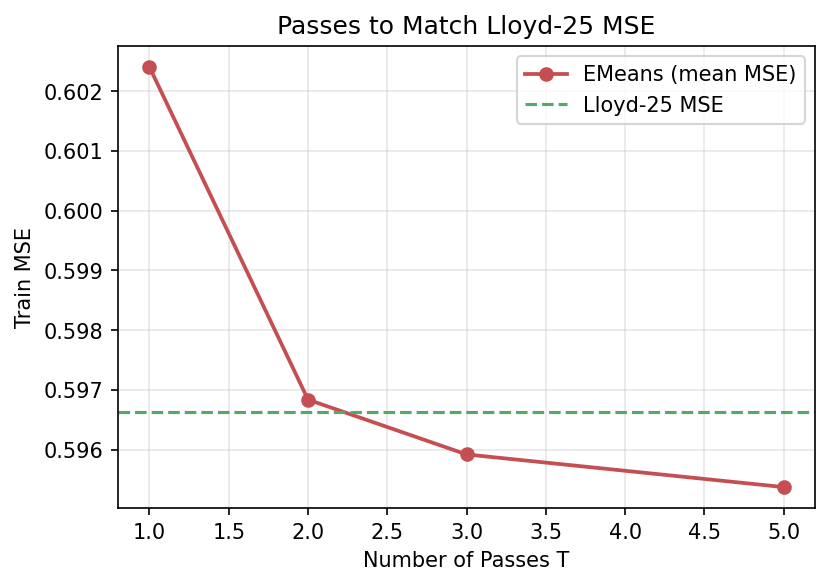 Passes to Match Lloyd-25 MSE
EMeans (mean MSE)
Lloyd-25 MSE
Train MSE
0.602
0.601
0.600
0.599
0.598
0.597
0.596
1.0 1.5 2.0 2.5 3.0 3.5 4.0 4.5 5.0
Number of Passes T